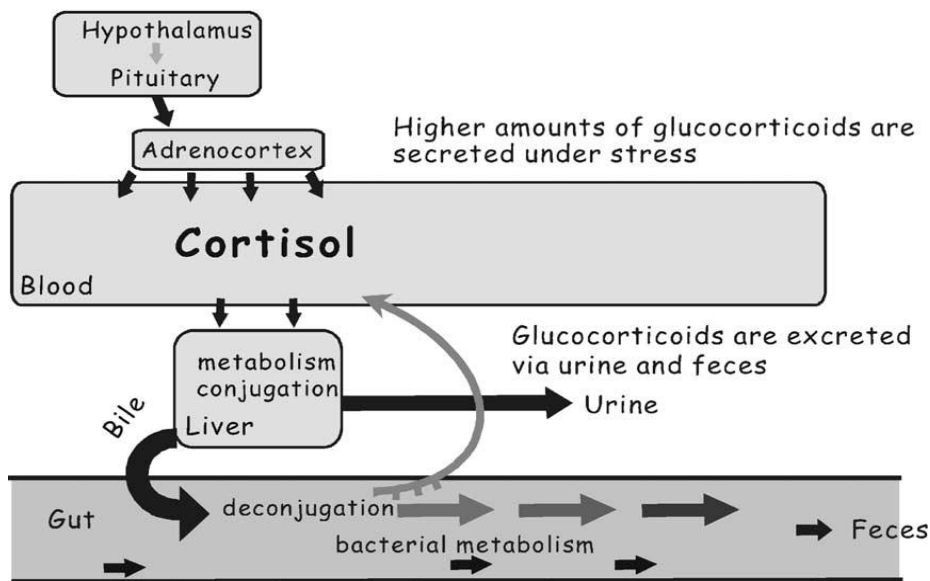 Hypothalamus
Pituitary
Adrenocortex
Higher amounts of glucocorticoids are
secreted under stress
Cortisol
Blood
metabolism
conjugation
Liver
Glucocorticoids are excreted
via urine and feces
Urine
Bile
Gut
deconjugation
bacterial metabolism
Feces